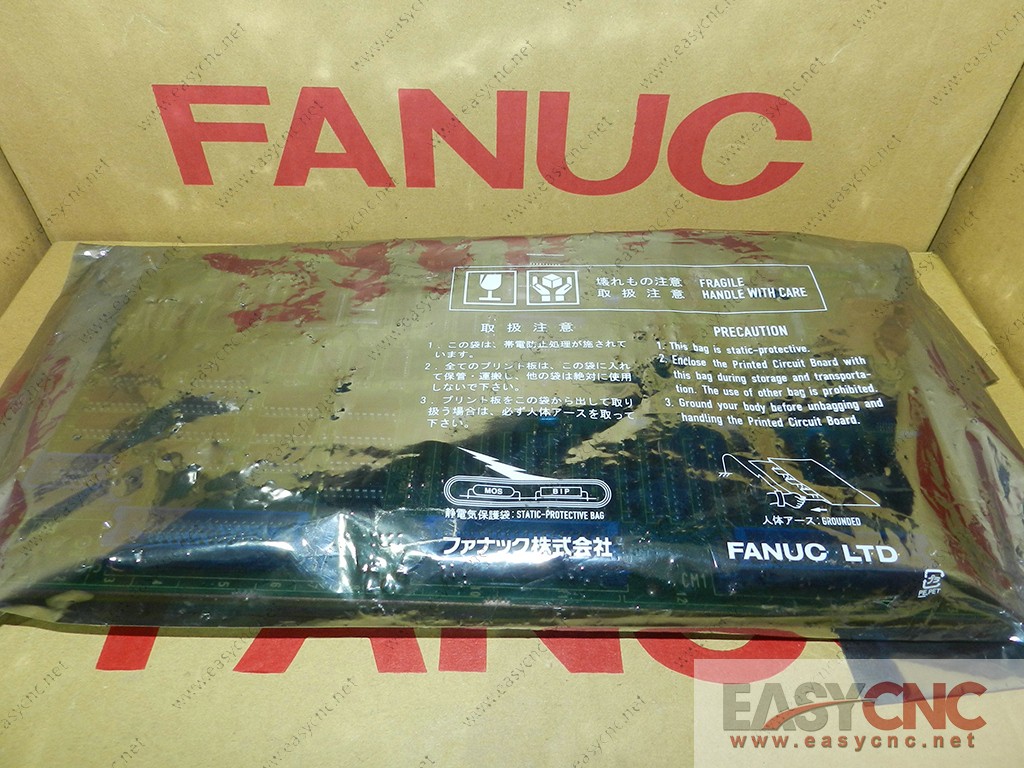 FANUC
壊れもの注意 FRAGILE
取扱注意 HANDLE WITH CARE
取扱注意
1．この袋は、帯電防止処理が施されて
います。
2．全てのプリント板は、この袋に入れ
て保管・運搬し、他の袋は絶対に使用
しないで下さい。
3．プリント板をこの袋から出して取り
扱う場合は、必ず人体アースを取って
下さい。
PRECAUTION
1. This bag is static-protective.
2. Enclose the Printed Circuit Board with
this bag during storage and transporta-
tion. The use of other bag is prohibited.
3. Ground your body before unbagging and
handling the Printed Circuit Board.
MOS BIP
静電気保護袋：STATIC-PROTECTIVE BAG
ファナック株式会社
人体アース：GROUNDED
FANUC LTD
プラ
PE,PET
CM1
FANUC
EASYCNC
www.easycnc.net